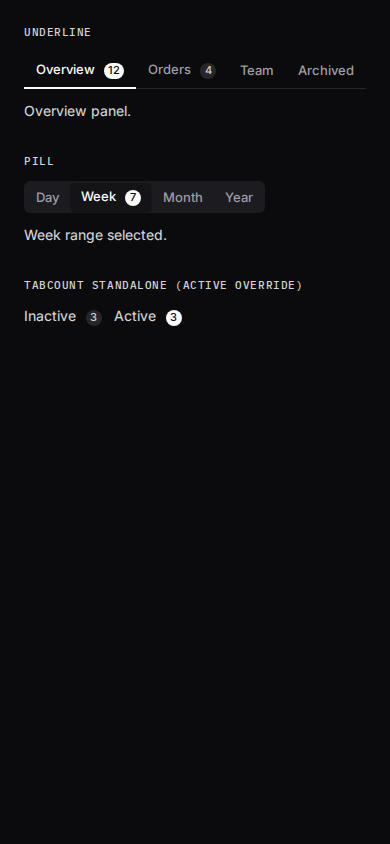 UNDERLINE
Overview 12 Orders 4 Team Archived
Overview panel.
PILL
Day Week 7 Month Year
Week range selected.
TABCOUNT STANDALONE (ACTIVE OVERRIDE)
Inactive 3 Active 3